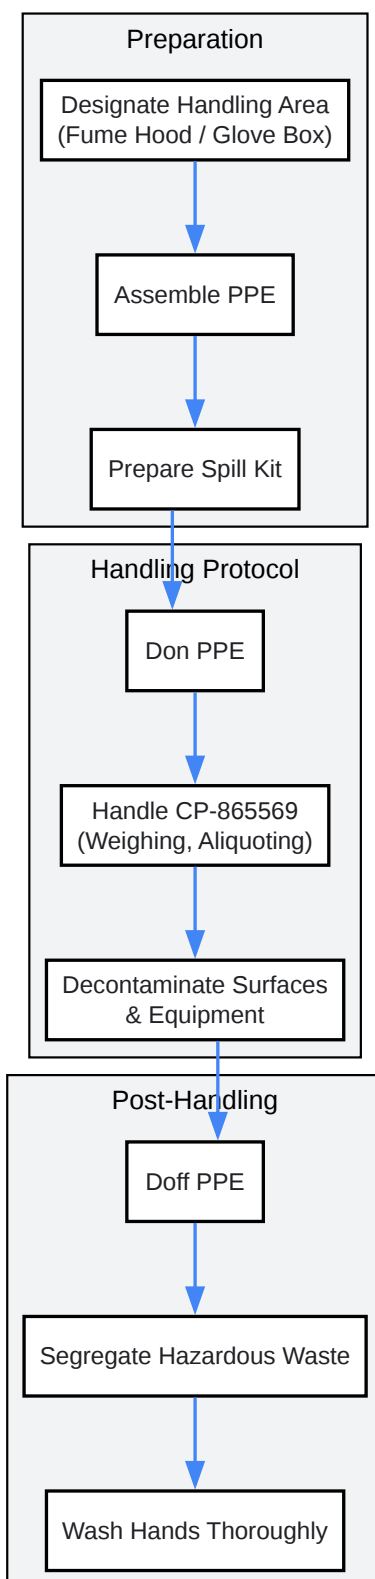 Preparation
Designate Handling Area
(Fume Hood / Glove Box)
Assemble PPE
Prepare Spill Kit
Handling Protocol
Don PPE
Handle CP-865569
(Weighing, Aliquoting)
Decontaminate Surfaces
& Equipment
Post-Handling
Doff PPE
Segregate Hazardous Waste
Wash Hands Thoroughly